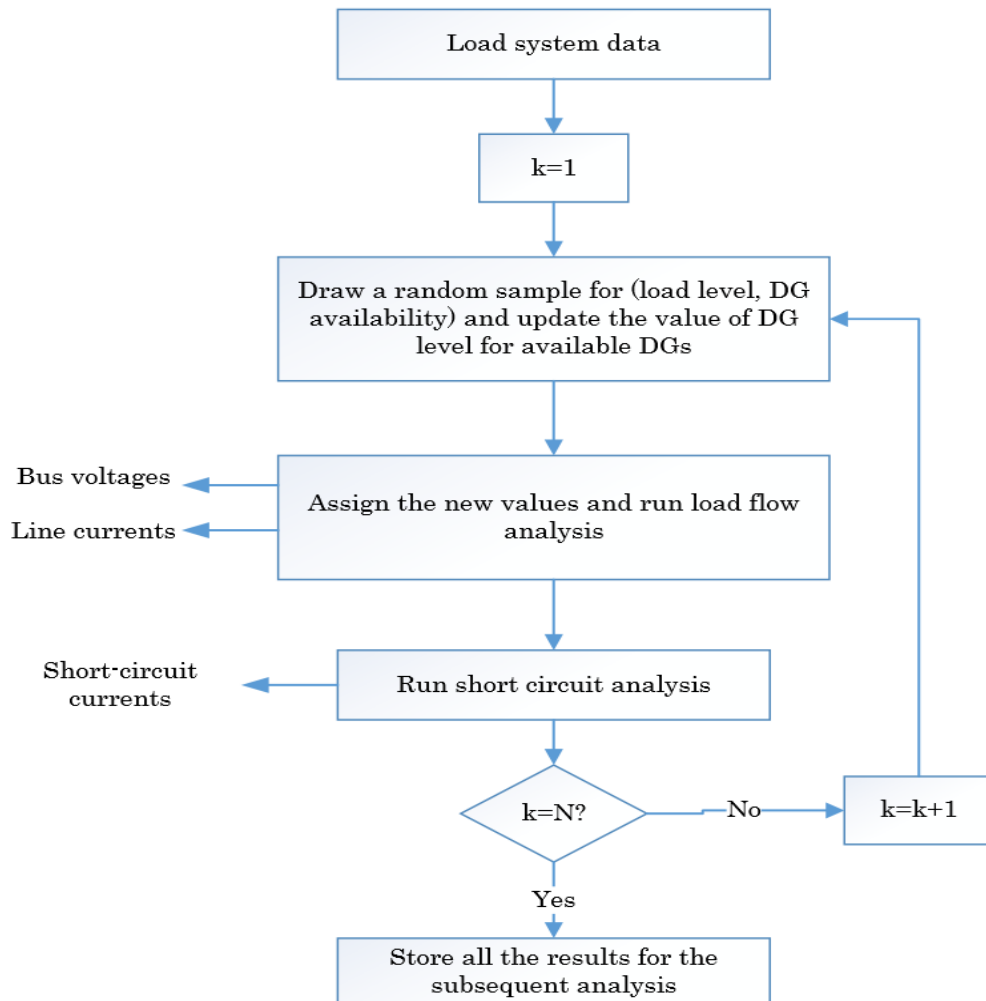 Load system data
k=1
Draw a random sample for (load level, DG
availability) and update the value of DG
level for available DGs
Bus voltages
Line currents
Assign the new values and run load flow
analysis
Short-circuit
currents
Run short circuit analysis
k=N?
No
k=k+1
Yes
Store all the results for the
subsequent analysis